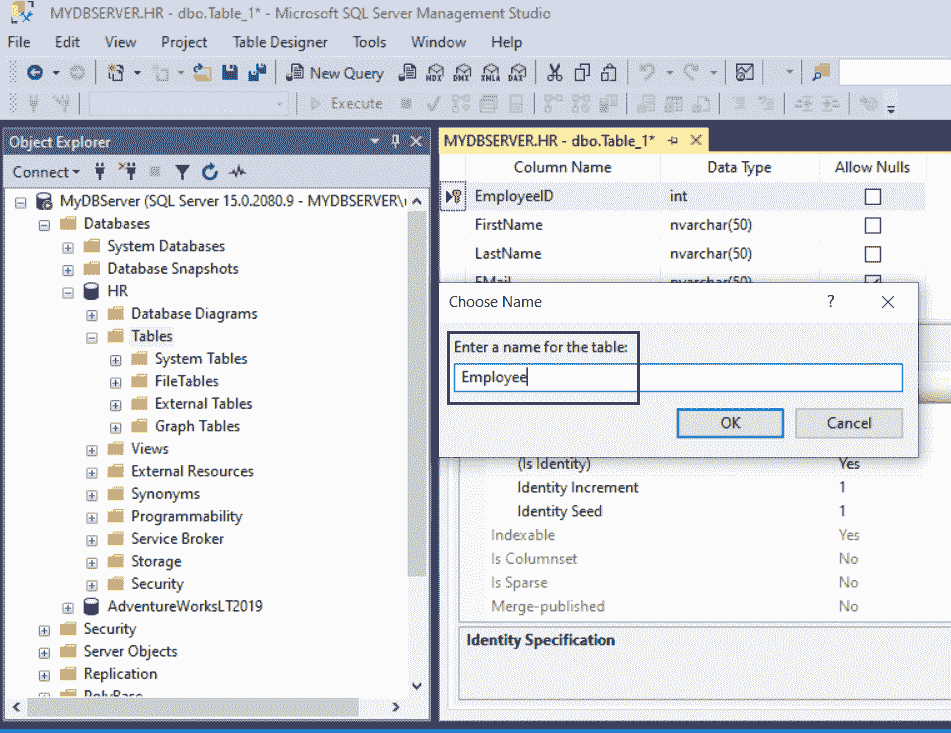 MYDBSERVER.HR - dbo.Table_1* - Microsoft SQL Server Management Studio
File Edit View Project Table Designer Tools Window Help
New Query MDX DMX XMLA DAX
Execute
Object Explorer
Connect
MyDBServer (SQL Server 15.0.2080.9 - MYDBSERVER\
Databases
System Databases
Database Snapshots
HR
Database Diagrams
Tables
System Tables
FileTables
External Tables
Graph Tables
Views
External Resources
Synonyms
Programmability
Service Broker
Storage
Security
AdventureWorksLT2019
Security
Server Objects
Replication
PolyBase
MYDBSERVER.HR - dbo.Table_1*
Column Name Data Type Allow Nulls
EmployeeID int
FirstName nvarchar(50)
LastName nvarchar(50)
EMail nvarchar(50)
Choose Name ?
Enter a name for the table:
Employee
OK Cancel
(Is Identity) Yes
Identity Increment 1
Identity Seed 1
Indexable Yes
Is Columnset No
Is Sparse No
Merge-published No
Identity Specification